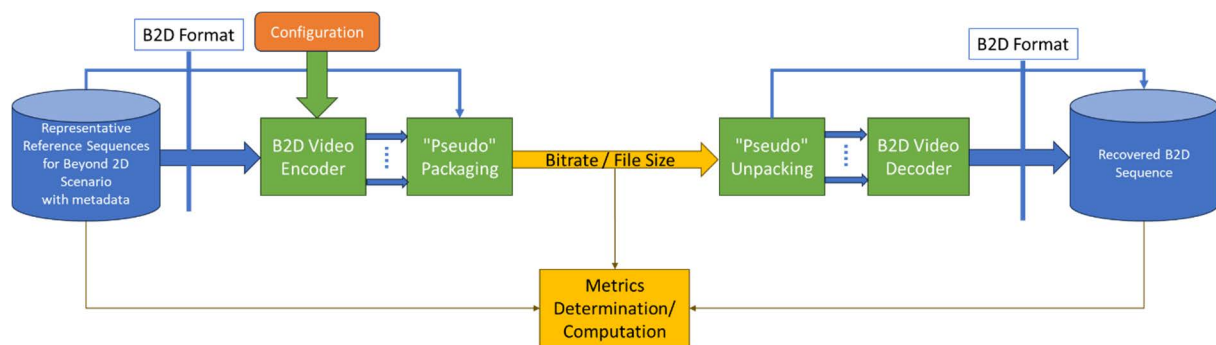 B2D Format
Configuration
B2D Format
Representative
Reference Sequences
for Beyond 2D
Scenario
with metadata
B2D Video
Encoder
"Pseudo"
Packaging
Bitrate / File Size
"Pseudo"
Unpacking
B2D Video
Decoder
Recovered B2D
Sequence
Metrics
Determination/
Computation